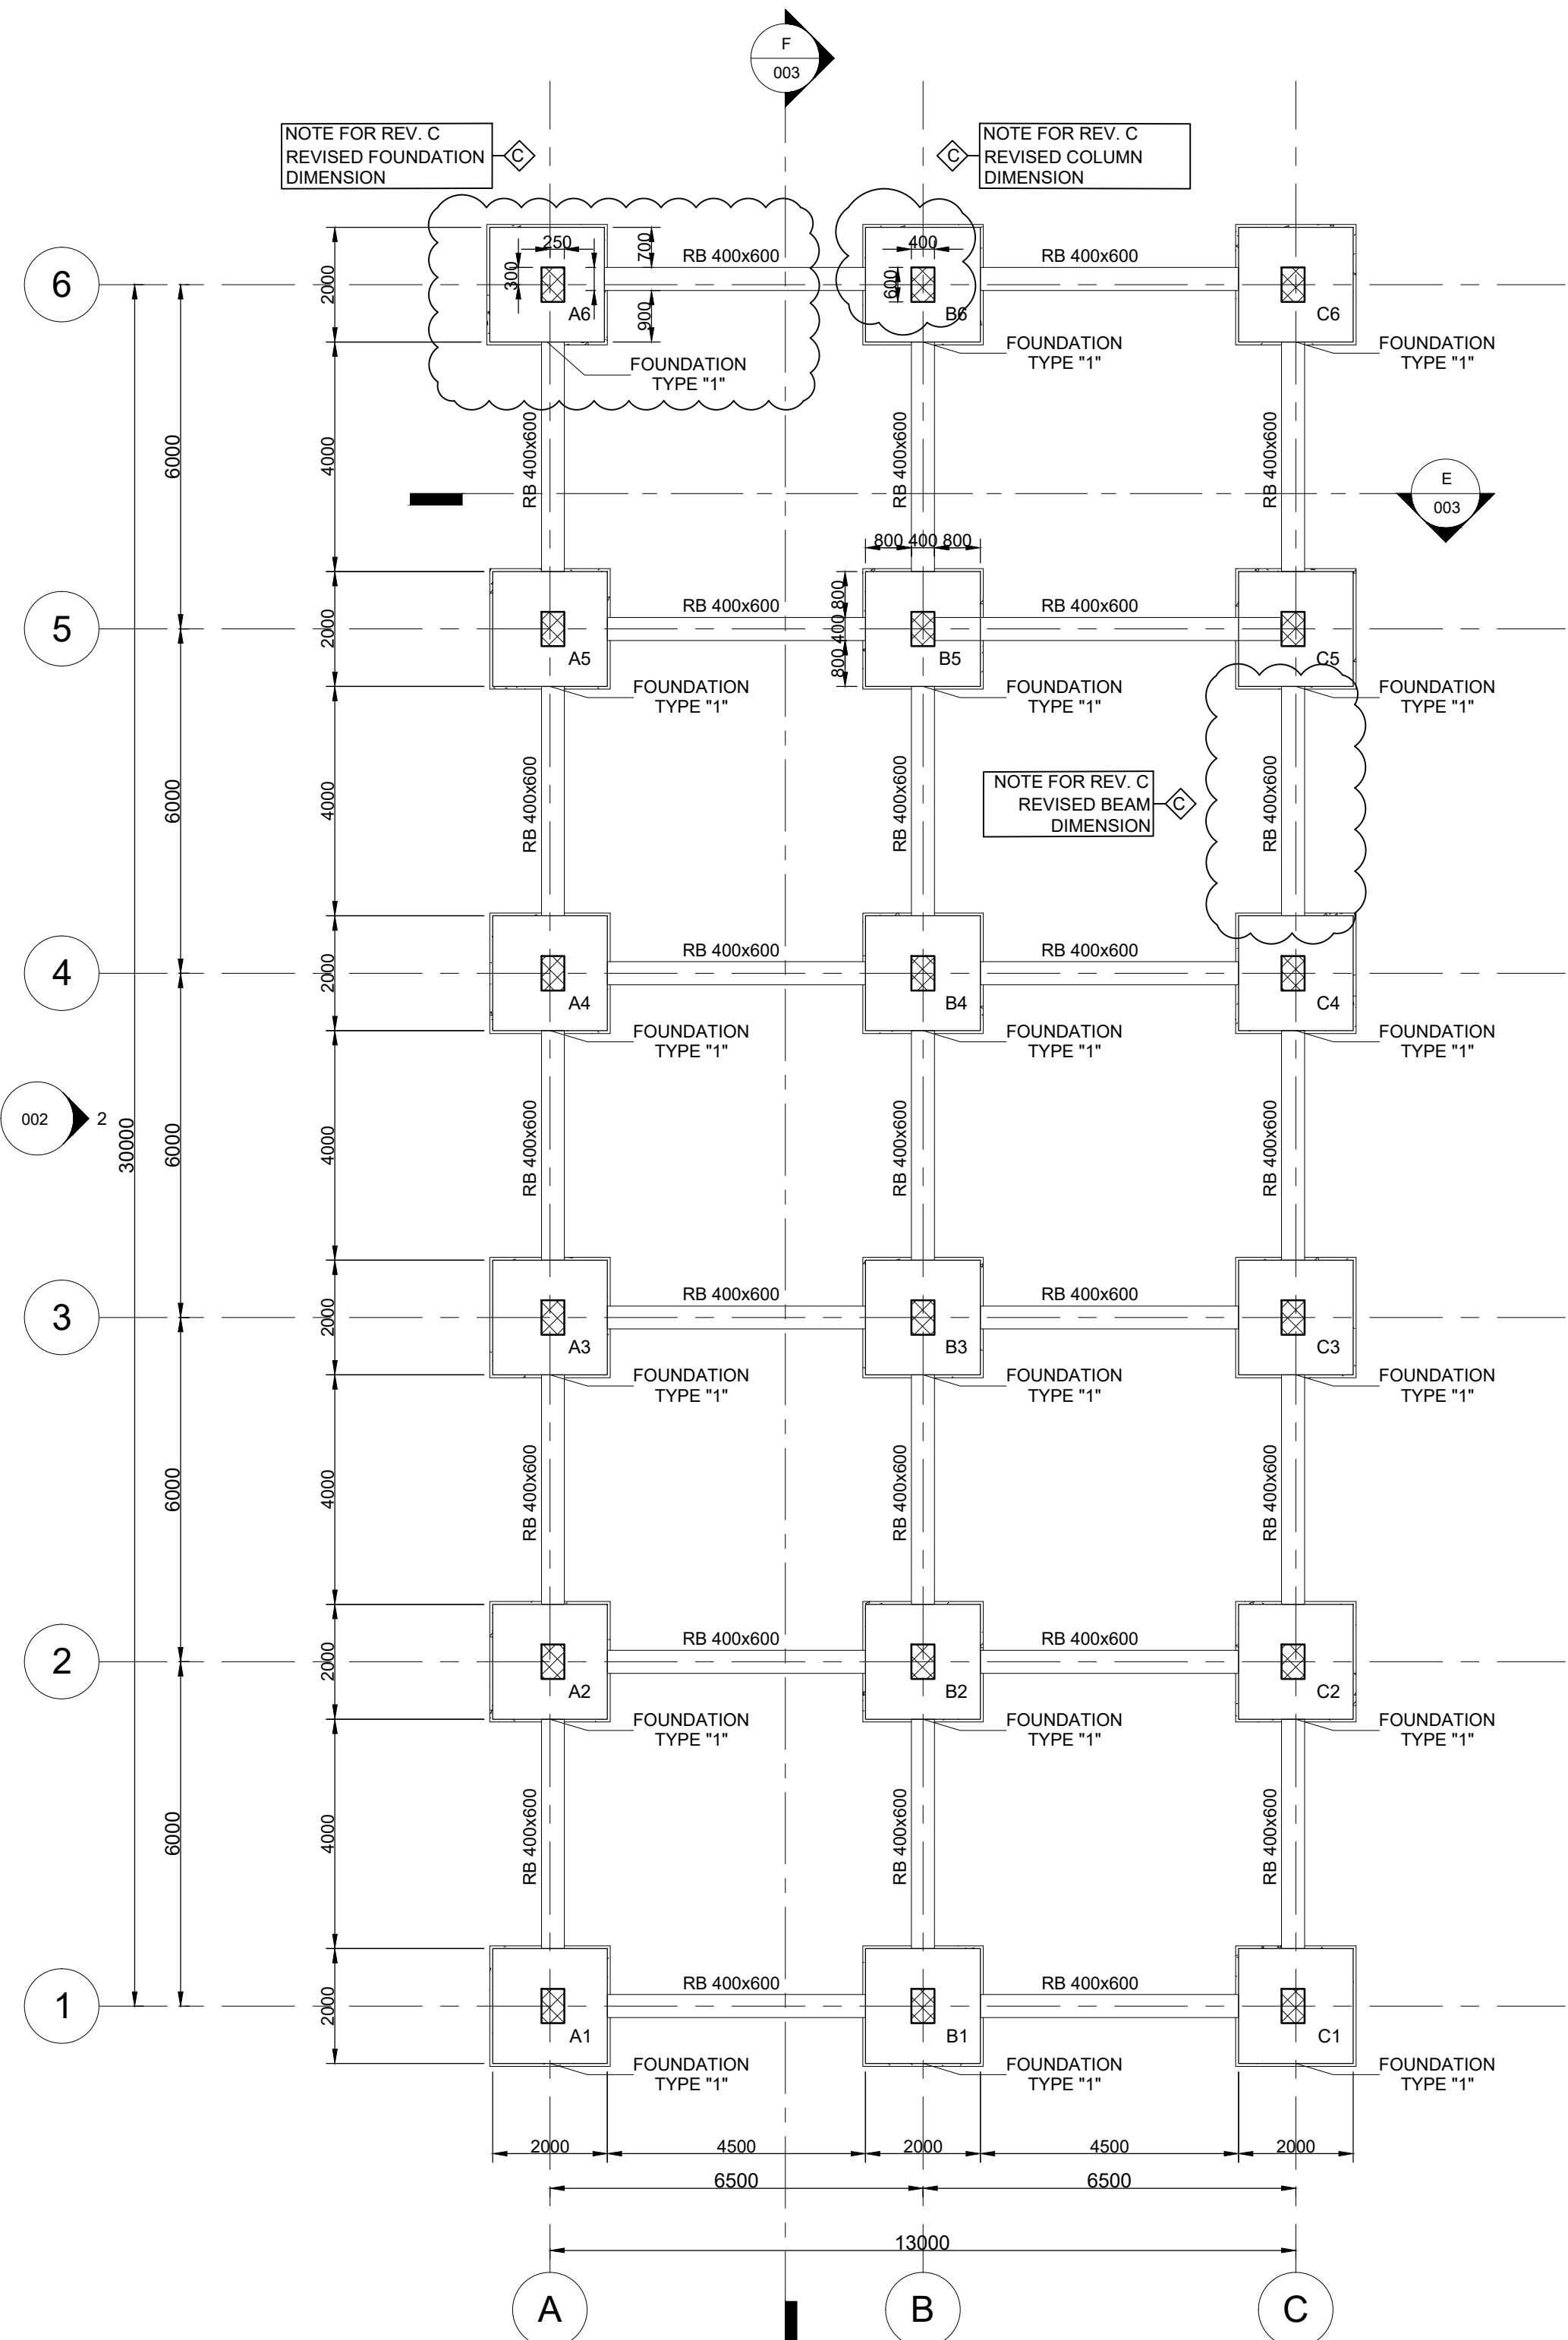 F
003
NOTE FOR REV. C
REVISED FOUNDATION
DIMENSION
C
C
NOTE FOR REV. C
REVISED COLUMN
DIMENSION
6
2000
250
300
700
900
RB 400x600
A6
FOUNDATION
TYPE "1"
400
600
B6
RB 400x600
FOUNDATION
TYPE "1"
C6
FOUNDATION
TYPE "1"
6000
4000
RB 400x600
RB 400x600
RB 400x600
E
003
800 400 800
800 400 800
5
2000
A5
RB 400x600
B5
RB 400x600
C5
FOUNDATION
TYPE "1"
FOUNDATION
TYPE "1"
FOUNDATION
TYPE "1"
6000
4000
RB 400x600
RB 400x600
NOTE FOR REV. C
REVISED BEAM
DIMENSION
C
RB 400x600
4
2000
A4
RB 400x600
B4
RB 400x600
C4
FOUNDATION
TYPE "1"
FOUNDATION
TYPE "1"
FOUNDATION
TYPE "1"
002
2
30000
6000
4000
RB 400x600
RB 400x600
RB 400x600
3
2000
A3
RB 400x600
B3
RB 400x600
C3
FOUNDATION
TYPE "1"
FOUNDATION
TYPE "1"
FOUNDATION
TYPE "1"
6000
4000
RB 400x600
RB 400x600
RB 400x600
2
2000
A2
RB 400x600
B2
RB 400x600
C2
FOUNDATION
TYPE "1"
FOUNDATION
TYPE "1"
FOUNDATION
TYPE "1"
6000
4000
RB 400x600
RB 400x600
RB 400x600
1
2000
A1
RB 400x600
B1
RB 400x600
C1
FOUNDATION
TYPE "1"
FOUNDATION
TYPE "1"
FOUNDATION
TYPE "1"
2000
4500
2000
4500
2000
6500
6500
13000
A
B
C